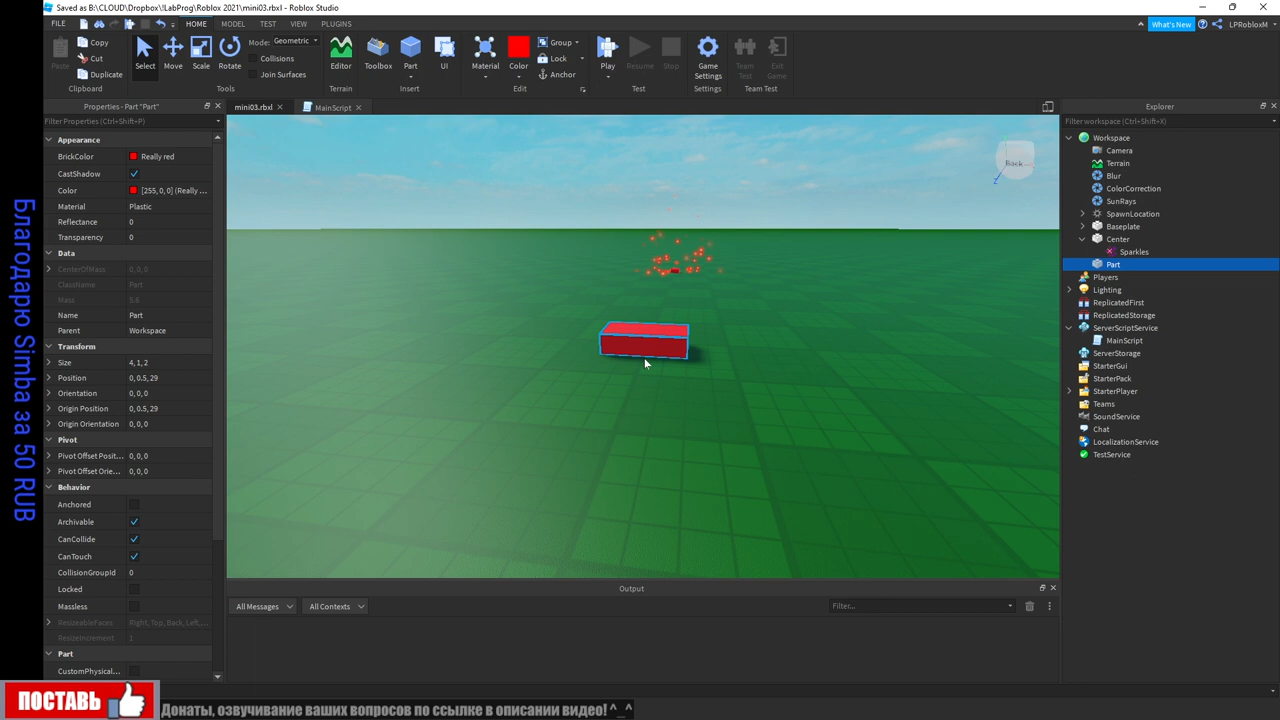 Saved as B:\CLOUD\Dropbox\!LabProg\Roblox 2021\mini03.rbxl - Roblox Studio
FILE HOME MODEL TEST VIEW PLUGINS What's New LPRobloxM
Paste Copy Cut Duplicate Clipboard
Select Move Scale Rotate Mode: Geometric Collisions Join Surfaces Tools
Editor Terrain
Toolbox Part UI Insert
Material Color Group Lock Anchor Edit
Play Resume Stop Test
Game Settings Settings
Team Test Exit Game Team Test
Properties - Part "Part"
Filter Properties (Ctrl+Shift+P)
Appearance
BrickColor Really red
CastShadow
Color [255, 0, 0] (Really ...
Material Plastic
Reflectance 0
Transparency 0
Data
CenterOfMass 0, 0, 0
ClassName Part
Mass 5.6
Name Part
Parent Workspace
Transform
Size 4, 1, 2
Position 0, 0.5, 29
Orientation 0, 0, 0
Origin Position 0, 0.5, 29
Origin Orientation 0, 0, 0
Pivot
Pivot Offset Posit... 0, 0, 0
Pivot Offset Orie... 0, 0, 0
Behavior
Anchored
Archivable
CanCollide
CanTouch
CollisionGroupId 0
Locked
Massless
ResizeableFaces Right, Top, Back, Left,...
ResizeIncrement 1
Part
CustomPhysical...
mini03.rbxl MainScript
Back
Z
Output
All Messages All Contexts Filter...
Explorer
Filter workspace (Ctrl+Shift+X)
Workspace
Camera
Terrain
Blur
ColorCorrection
SunRays
SpawnLocation
Baseplate
Center
Sparkles
Part
Players
Lighting
ReplicatedFirst
ReplicatedStorage
ServerScriptService
MainScript
ServerStorage
StarterGui
StarterPack
StarterPlayer
Teams
SoundService
Chat
LocalizationService
TestService
Благодарю Simba за 50 RUB
ПОСТАВЬ
Донаты, озвучивание ваших вопросов по ссылке в описании видео! ^_^